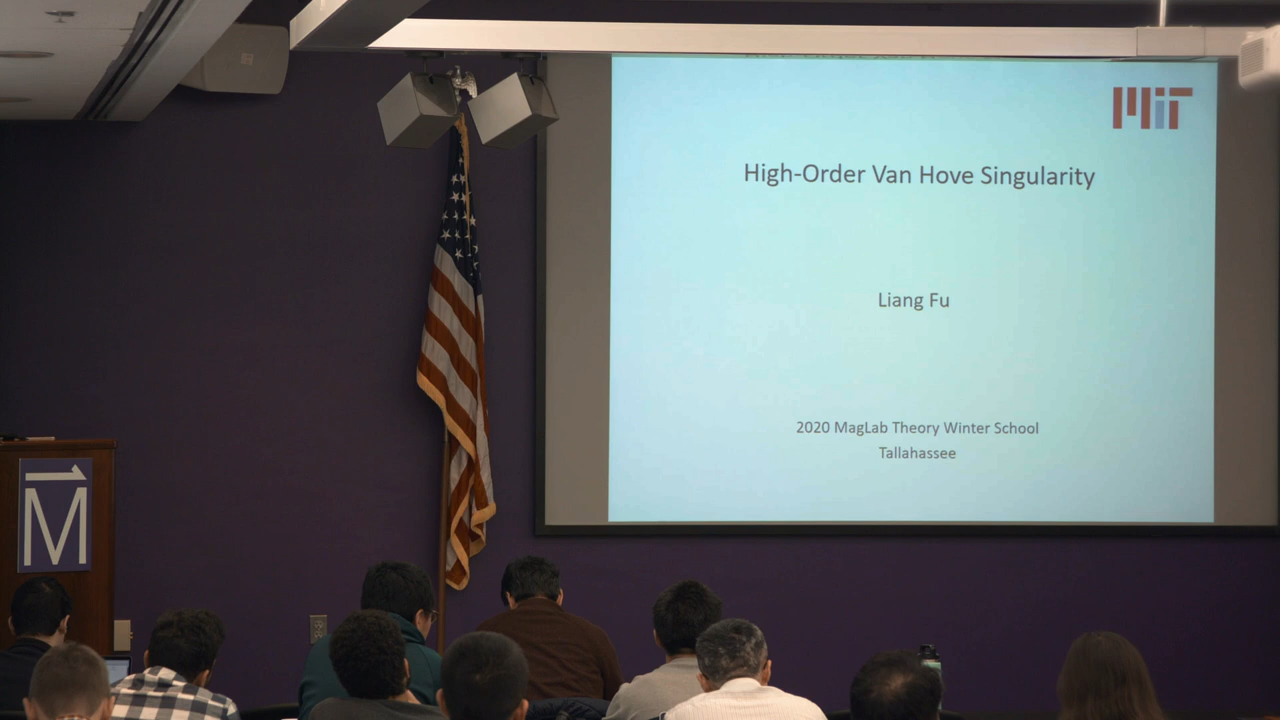 MIT
High-Order Van Hove Singularity
Liang Fu
2020 MagLab Theory Winter School
Tallahassee
M